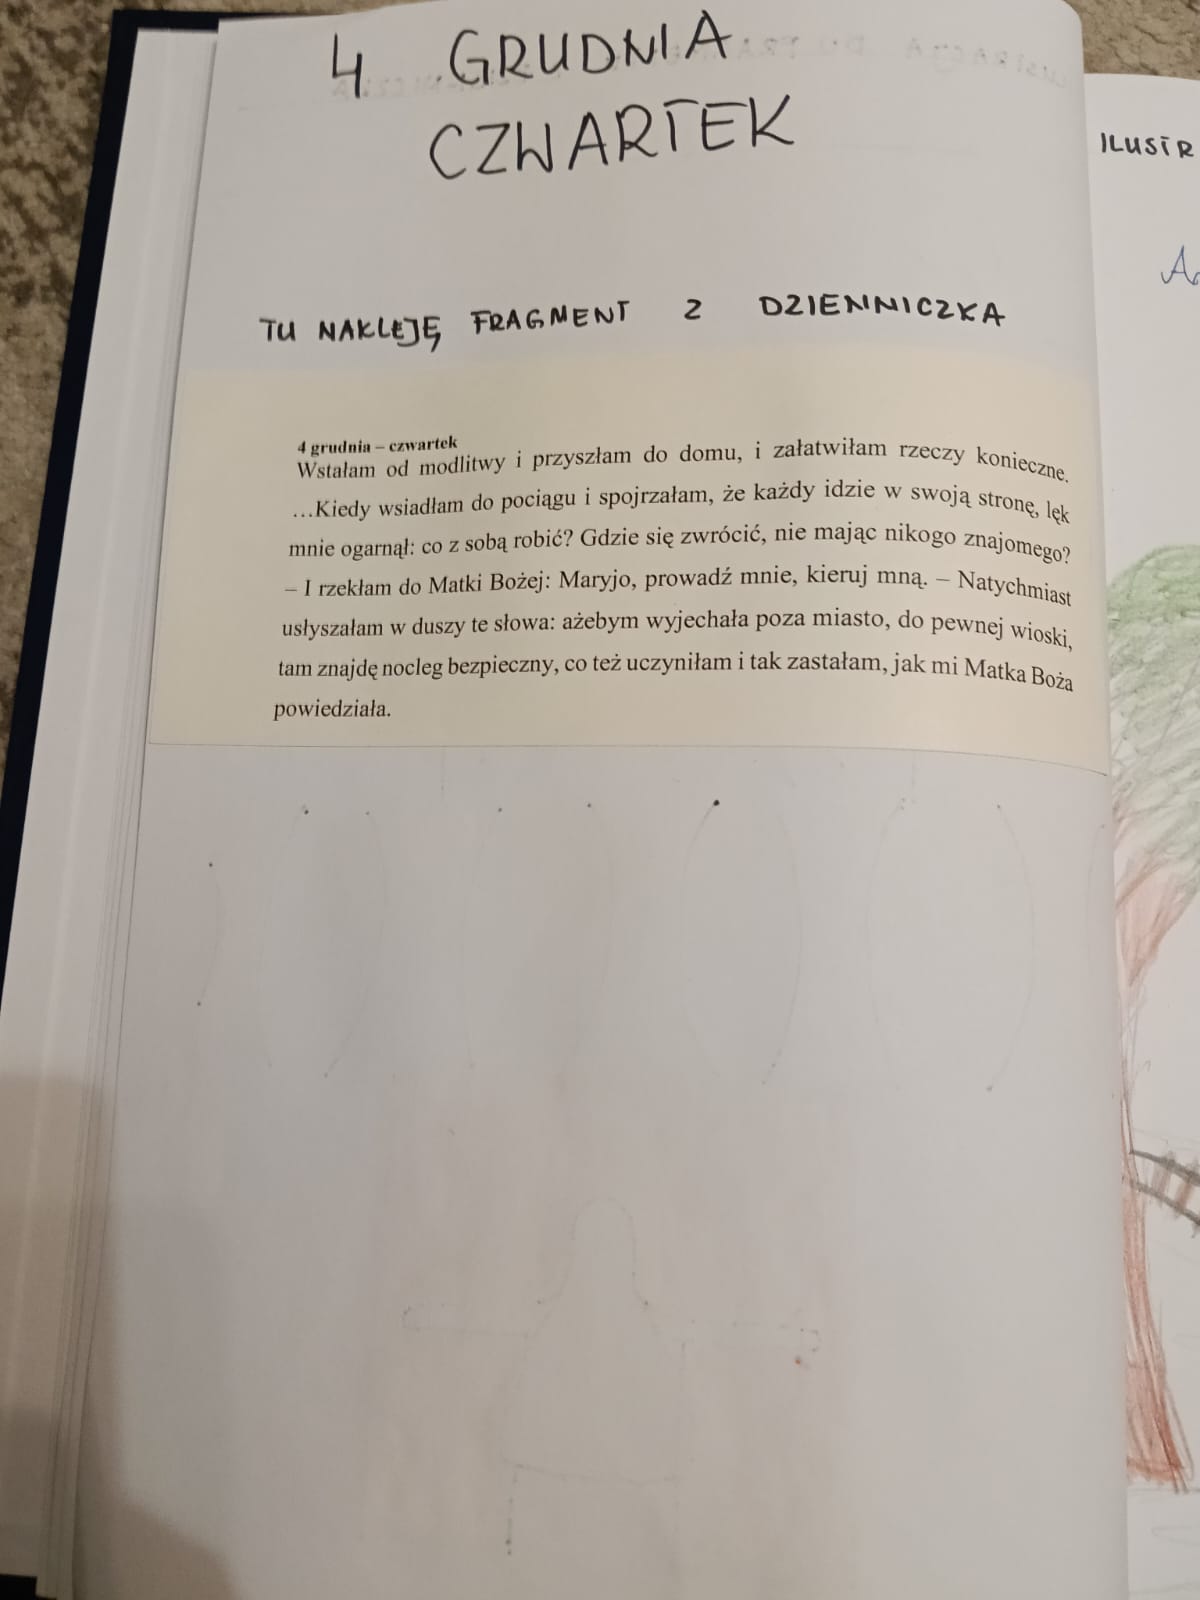 4 GRUDNIA
CZWARTEK
TU NAKLEJĘ FRAGMENT Z DZIENNICZKA
4 grudnia – czwartek
Wstałam od modlitwy i przyszłam do domu, i załatwiłam rzeczy konieczne.
…Kiedy wsiadłam do pociągu i spojrzałam, że każdy idzie w swoją stronę, lęk
mnie ogarnął: co z sobą robić? Gdzie się zwrócić, nie mając nikogo znajomego?
– I rzekłam do Matki Bożej: Maryjo, prowadź mnie, kieruj mną. – Natychmiast
usłyszałam w duszy te słowa: ażebym wyjechała poza miasto, do pewnej wioski,
tam znajdę nocleg bezpieczny, co też uczyniłam i tak zastałam, jak mi Matka Boża
powiedziała.
ILUSTR